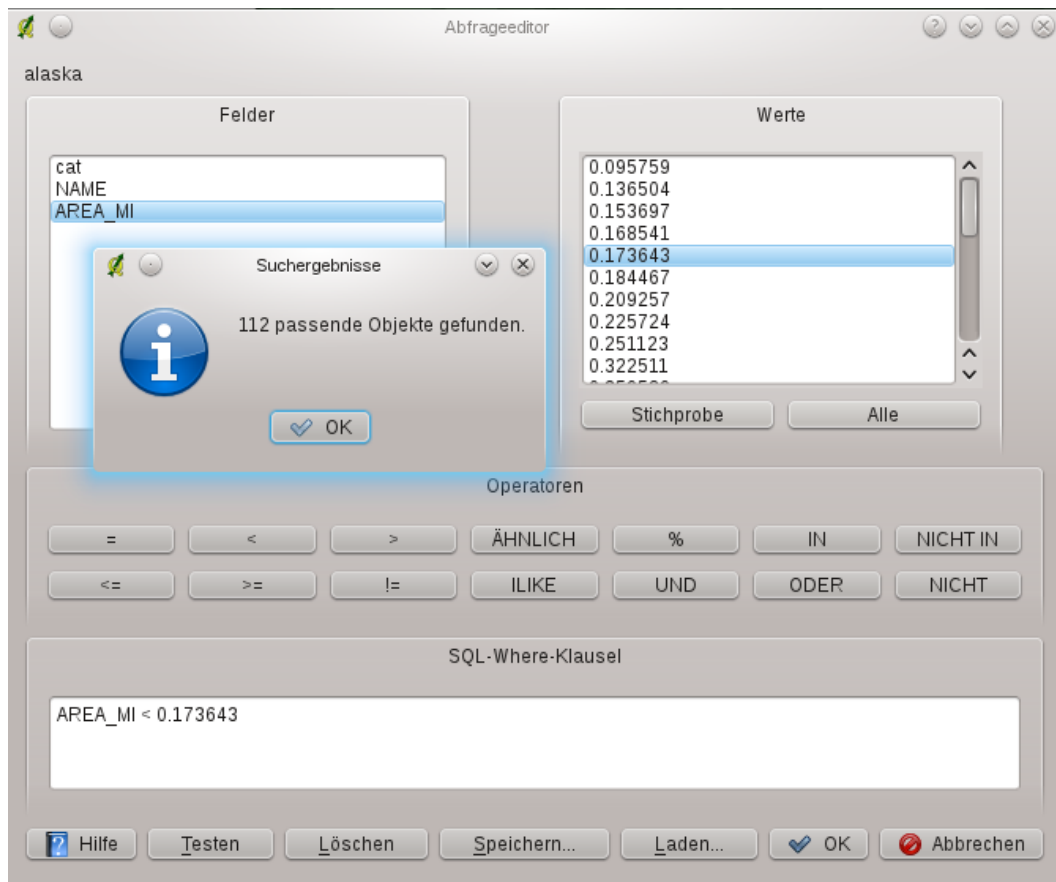 Abfrageeditor
alaska
Felder
cat
NAME
AREA_MI
Werte
0.095759
0.136504
0.153697
0.168541
0.173643
0.184467
0.209257
0.225724
0.251123
0.322511
Stichprobe
Alle
Suchergebnisse
112 passende Objekte gefunden.
OK
Operatoren
= < > ÄHNLICH % IN NICHT IN
<= >= != ILIKE UND ODER NICHT
SQL-Where-Klausel
AREA_MI < 0.173643
Hilfe Testen Löschen Speichern... Laden... OK Abbrechen